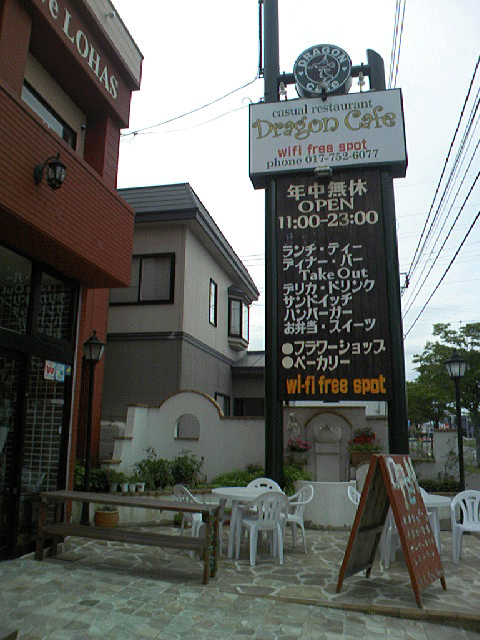 LOHAS
DRAGON
CAFE
casual restaurant
Dragon Cafe
wifi free spot
phone 017-752-6077
年中無休
OPEN
11:00-23:00
ランチ・ティー
ディナー・バー
Take Out
デリカ・ドリンク
サンドイッチ
ハンバーガー
お弁当・スイーツ
●フラワーショップ
●ベーカリー
wi-fi free spot